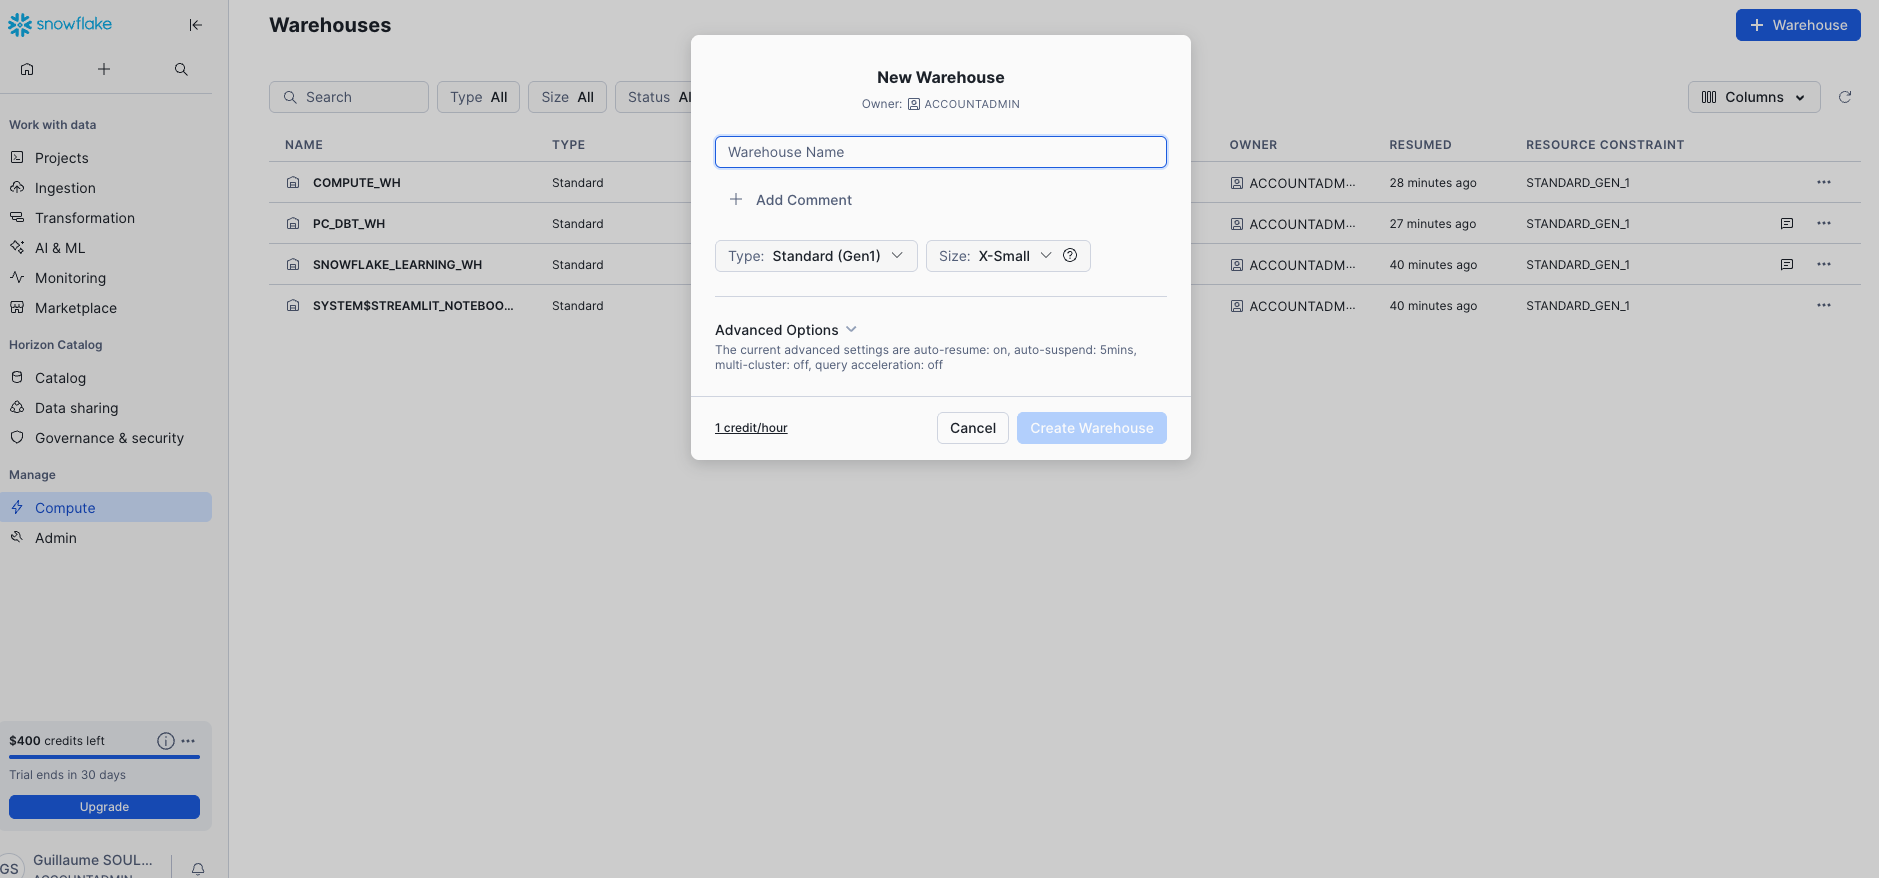 snowflake
Work with data
Projects
Ingestion
Transformation
AI & ML
Monitoring
Marketplace
Horizon Catalog
Catalog
Data sharing
Governance & security
Manage
Compute
Admin
$400 credits left
Trial ends in 30 days
Upgrade
GS
Guillaume SOUL...
ACCOUNTADMIN
Warehouses
+ Warehouse
Search
Type All
Size All
Status Al
Columns
NAME TYPE OWNER RESUMED RESOURCE CONSTRAINT
COMPUTE_WH Standard ACCOUNTADM... 28 minutes ago STANDARD_GEN_1
PC_DBT_WH Standard ACCOUNTADM... 27 minutes ago STANDARD_GEN_1
SNOWFLAKE_LEARNING_WH Standard ACCOUNTADM... 40 minutes ago STANDARD_GEN_1
SYSTEM$STREAMLIT_NOTEBOO... Standard ACCOUNTADM... 40 minutes ago STANDARD_GEN_1
New Warehouse
Owner: ACCOUNTADMIN
Warehouse Name
+ Add Comment
Type: Standard (Gen1)
Size: X-Small
Advanced Options
The current advanced settings are auto-resume: on, auto-suspend: 5mins,
multi-cluster: off, query acceleration: off
1 credit/hour
Cancel
Create Warehouse